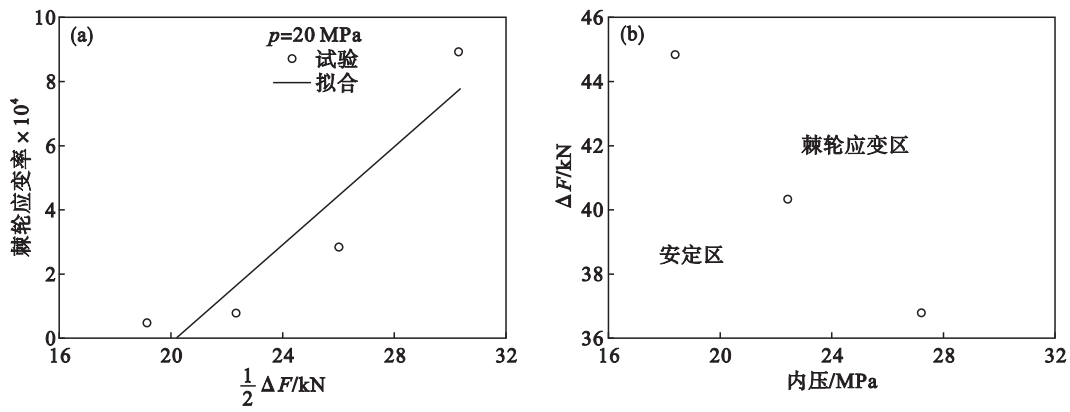 (a)
p=20 MPa
试验
拟合
棘轮应变率×10⁴
10
8
6
4
2
0
16 20 24 28 32
1/2 ΔF/kN
(b)
棘轮应变区
安定区
ΔF/kN
46
44
42
40
38
36
16 20 24 28 32
内压/MPa